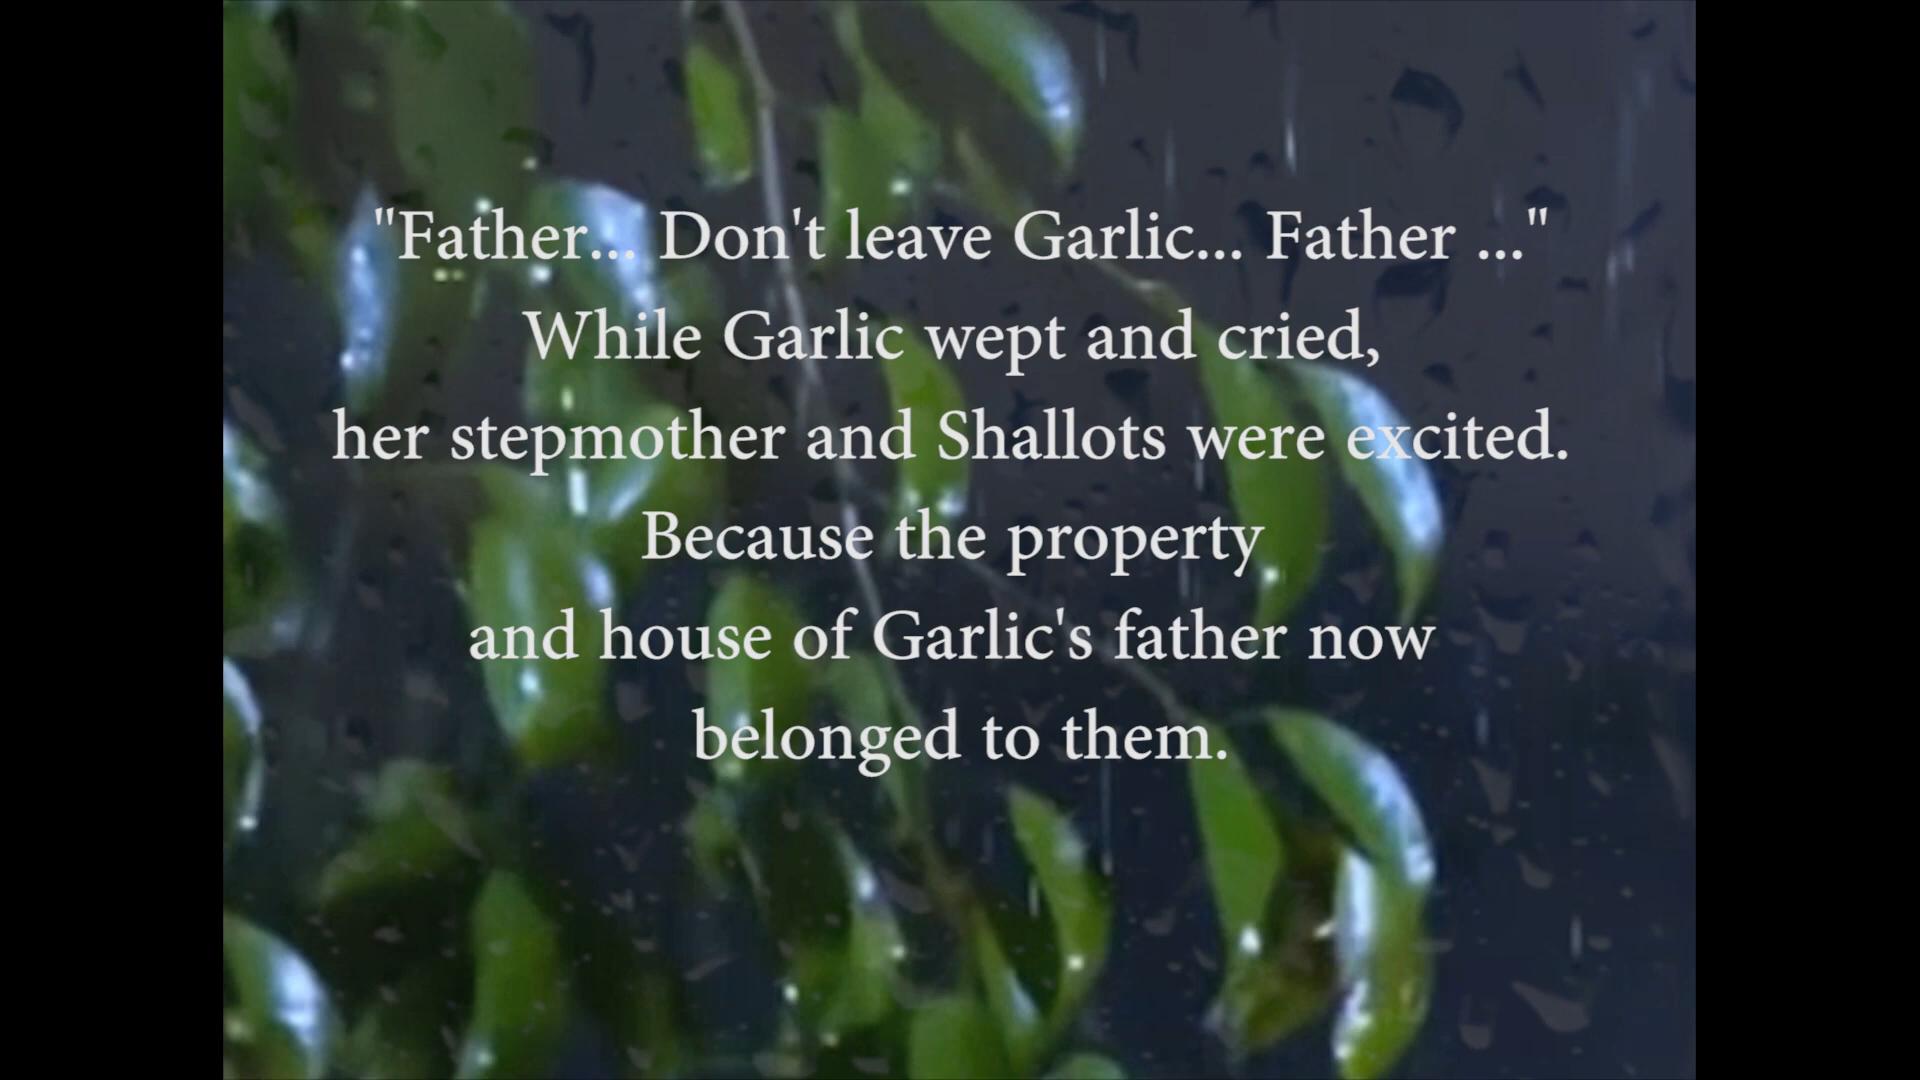 "Father... Don't leave Garlic... Father ..."
While Garlic wept and cried,
her stepmother and Shallots were excited.
Because the property
and house of Garlic's father now
belonged to them.